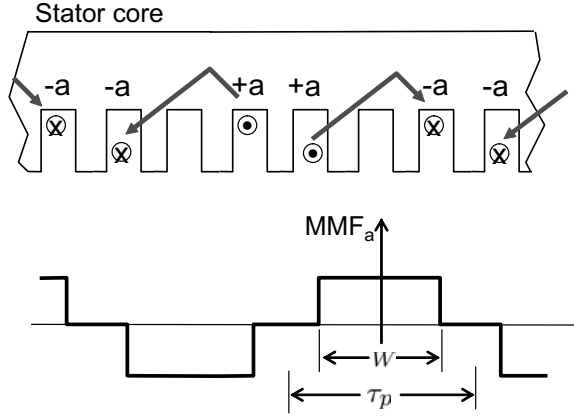 Stator core
-a -a +a +a -a -a
x x x x
MMFₐ
W
τₚ